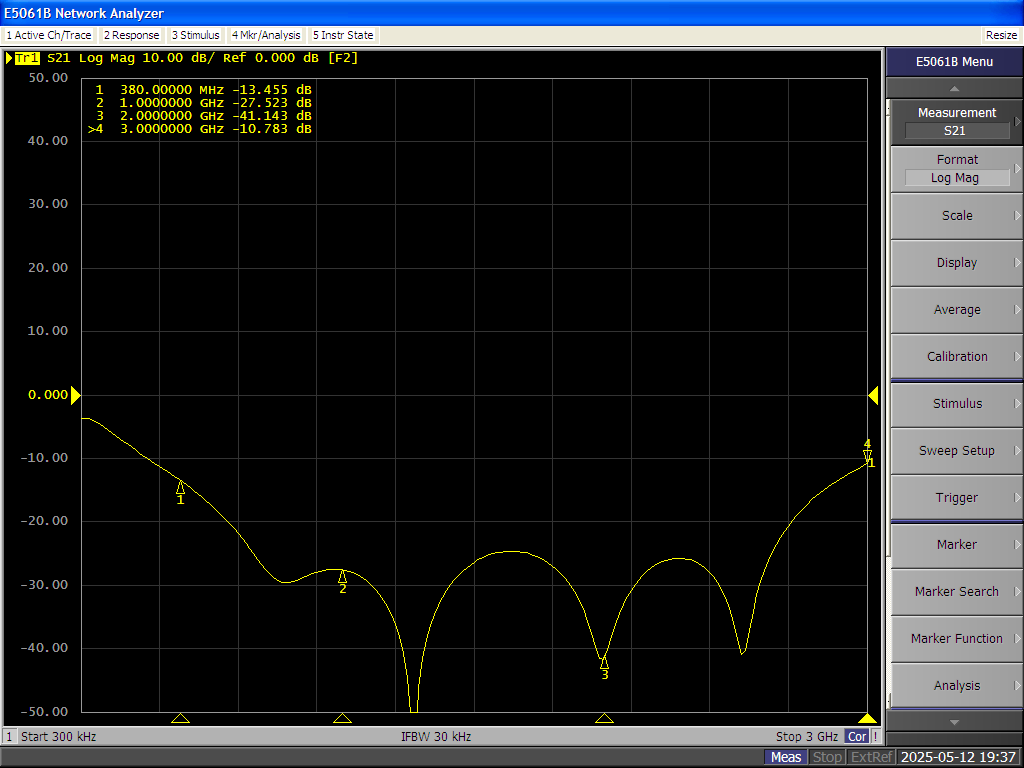 E5061B Network Analyzer
1 Active Ch/Trace 2 Response 3 Stimulus 4 Mkr/Analysis 5 Instr State Resize
Tr1 S21 Log Mag 10.00 dB/ Ref 0.000 dB [F2]
50.00
1 380.00000 MHz -13.455 dB
2 1.0000000 GHz -27.523 dB
3 2.0000000 GHz -41.143 dB
>4 3.0000000 GHz -10.783 dB
40.00
30.00
20.00
10.00
0.000
-10.00
-20.00
-30.00
-40.00
-50.00
1
2
3
4
1
1 Start 300 kHz IFBW 30 kHz Stop 3 GHz Cor !
E5061B Menu
Measurement
S21
Format
Log Mag
Scale
Display
Average
Calibration
Stimulus
Sweep Setup
Trigger
Marker
Marker Search
Marker Function
Analysis
Meas Stop ExtRef 2025-05-12 19:37